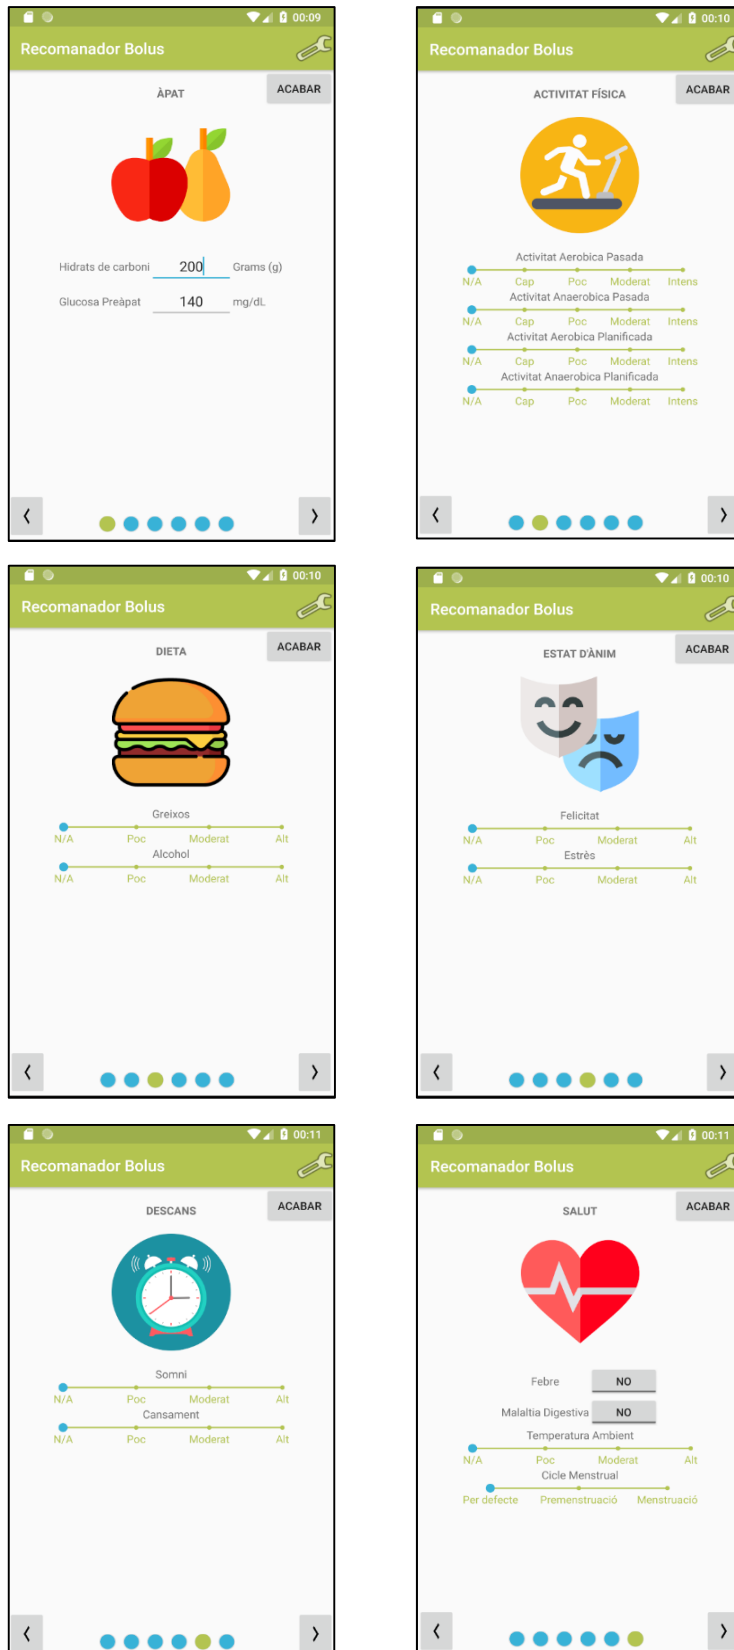 00:09
Recomanador Bolus
ACABAR
ÀPAT
Hidrats de carboni 200 Grams (g)
Glucosa Preàpat 140 mg/dL
00:10
Recomanador Bolus
ACABAR
ACTIVITAT FÍSICA
Activitat Aerobica Pasada
N/A Cap Poc Moderat Intens
Activitat Anaerobica Pasada
N/A Cap Poc Moderat Intens
Activitat Aerobica Planificada
N/A Cap Poc Moderat Intens
Activitat Anaerobica Planificada
N/A Cap Poc Moderat Intens
00:10
Recomanador Bolus
ACABAR
DIETA
Greixos
N/A Poc Moderat Alt
Alcohol
N/A Poc Moderat Alt
00:10
Recomanador Bolus
ACABAR
ESTAT D'ÀNIM
Felicitat
N/A Poc Moderat Alt
Estrès
N/A Poc Moderat Alt
00:11
Recomanador Bolus
ACABAR
DESCANS
Somni
N/A Poc Moderat Alt
Cansament
N/A Poc Moderat Alt
00:11
Recomanador Bolus
ACABAR
SALUT
Febre NO
Malaltia Digestiva NO
Temperatura Ambient
N/A Poc Moderat Alt
Cicle Menstrual
Per defecte Premenstruació Menstruació